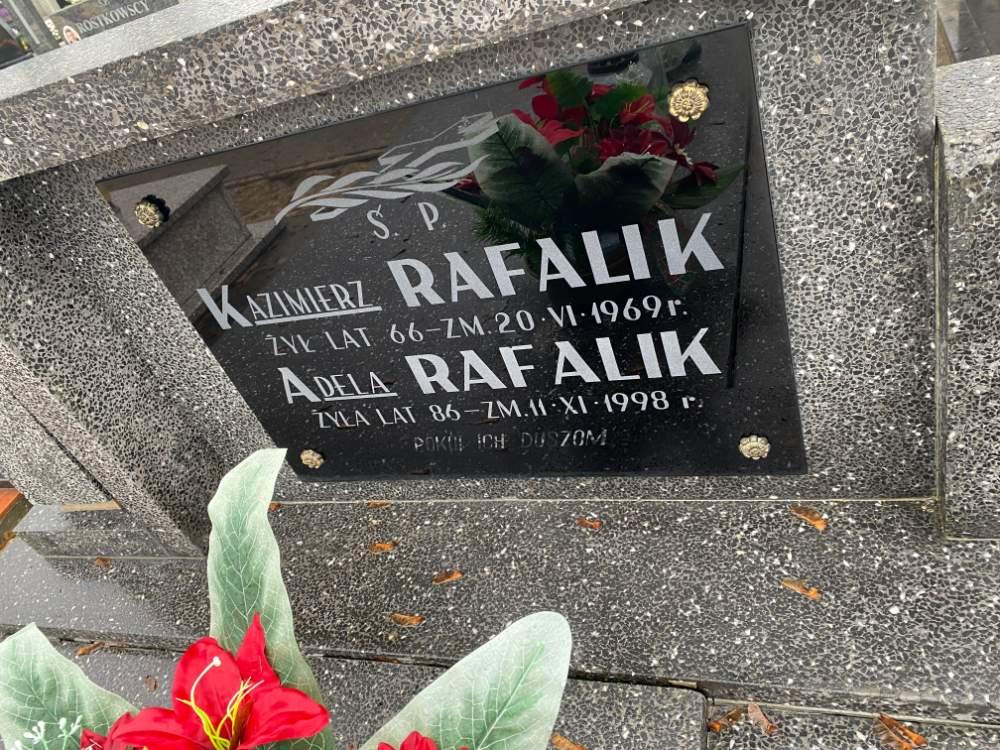 ROSTKOWSCY
Ś. P.
KAZIMIERZ RAFALIK
ŻYŁ LAT 66 – ZM. 20 · VI · 1969 r.
ADELA RAFALIK
ŻYŁA LAT 86 – ZM. 11 · XI · 1998 r.
POKÓJ ICH DUSZOM